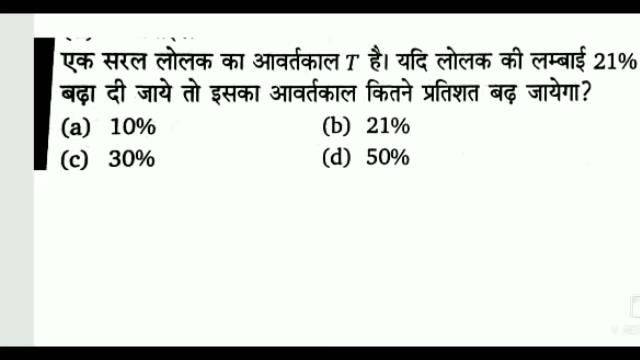 एक सरल लोलक का आवर्तकाल T है। यदि लोलक की लम्बाई 21%
बढ़ा दी जाये तो इसका आवर्तकाल कितने प्रतिशत बढ़ जायेगा?
(a) 10% (b) 21%
(c) 30% (d) 50%